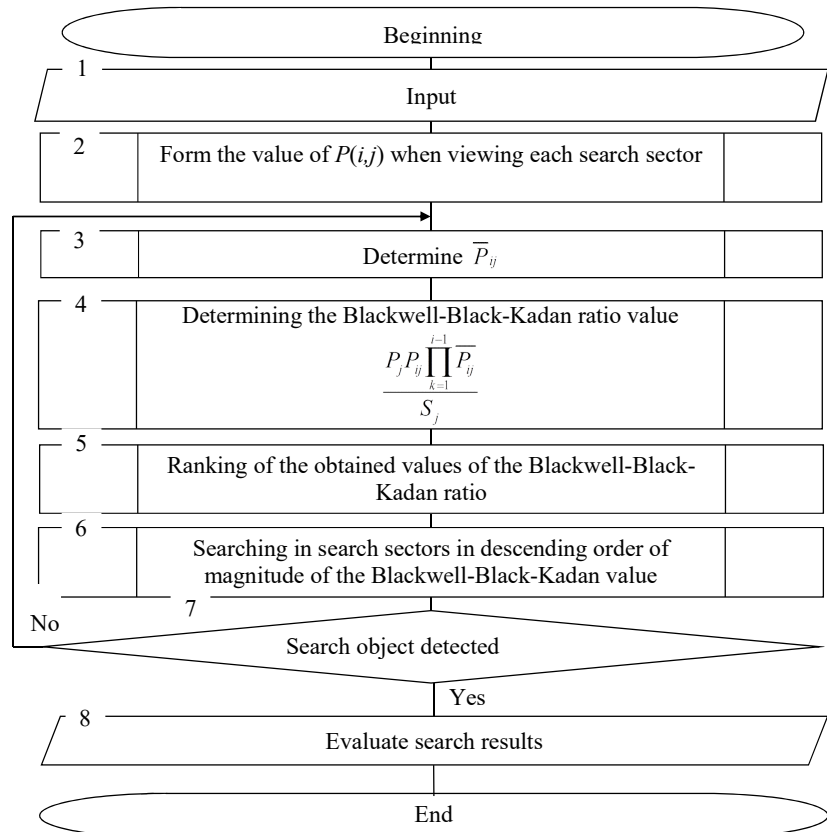 Beginning
1
Input
2
Form the value of P(i,j) when viewing each search sector
3
Determine P̅ij
4
Determining the Blackwell-Black-Kadan ratio value
i−1
PjPij∏P̅ij
k=1
Sj
5
Ranking of the obtained values of the Blackwell-Black-
Kadan ratio
6
Searching in search sectors in descending order of
magnitude of the Blackwell-Black-Kadan value
7
No
Search object detected
Yes
8
Evaluate search results
End